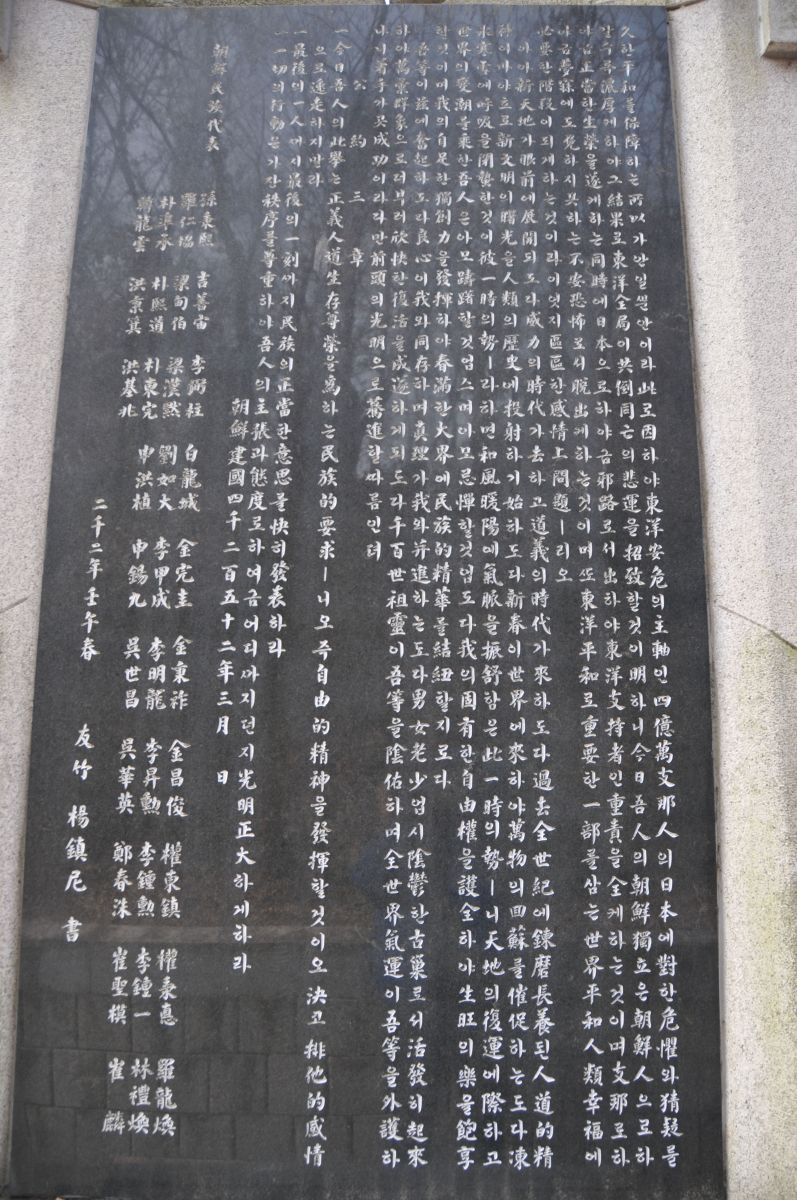 久한平和를保障하는所以가안일씬안이라此로因하야東洋安危의主軸인四億萬支那人의日本에對한危懼와猜疑를
갈수록濃厚케하야그結果로東洋全局이共倒同亡의悲運을招致할것이明하니今日吾人의朝鮮獨立은朝鮮人으로하
야금正當한生榮을遂케하는同時에日本으로하야금邪路로서出하야東洋支持者인重責을全케하는것이며支那로하
야금夢寐에도免하지못하는不安恐怖로서脫出케하는것이며또東洋平和로重要한一部를삼는世界平和人類幸福에
必要한階段이되게하는것이라이엇지區區한感情上問題ㅣ리오
아아新天地가眼前에展開되도다威力의時代가去하고道義의時代가來하도다過去全世紀에鍊磨長養된人道的精
神이바야흐로新文明의曙光을人類의歷史에投射하기始하도다新春이世界에來하야萬物의回蘇를催促하는도다凍
氷寒雪에呼吸을閉蟄한것이彼一時의勢ㅣ라하면和風暖陽에氣脈을振舒함은此一時의勢ㅣ니天地의復運에際하고
世界의變潮를乘한吾人은아모躊躇할것업스며아모忌憚할것업도다我의固有한自由權을護全하야生旺의樂을飽享
할것이며我의自足한獨創力을發揮하야春滿한大界에民族的精華를結紐할지로다
吾等이玆에奮起하도다良心이我와同存하며眞理가我와幷進하는도다男女老少업시陰鬱한古巢로서活發히起來
하야萬彙群象으로더부러欣快한復活을成遂하게되도다千百世祖靈이吾等을陰佑하며全世界氣運이吾等을外護하
나니着手가곳成功이라다만前頭의光明으로驀進할따름인뎌
公約三章
一今日吾人의此擧는正義人道生存尊榮을爲하는民族的要求ㅣ니오즉自由的精神을發揮할것이오決코排他的感情
으로逸走하지말라
一最後의一人까지最後의一刻까지民族의正當한意思를快히發表하라
一一切의行動은가장秩序를尊重하야吾人의主張과態度로하여금어디까지던지光明正大하게하라
朝鮮建國四千二百五十二年三月 日
朝鮮民族代表
孫秉熙 吉善宙 李弼柱 白龍城 金完圭 金秉祚 金昌俊 權東鎭 權秉悳 羅龍煥
羅仁協 梁甸伯 梁漢默 劉如大 李甲成 李明龍 李昇勳 李鍾勳 李鍾一 林禮煥
朴準承 朴熙道 朴東完 申洪植 申錫九 吳世昌 吳華英 鄭春洙 崔聖模 崔麟
韓龍雲 洪秉箕 洪基兆
二千二年壬午春 友竹 楊鎭尼 書